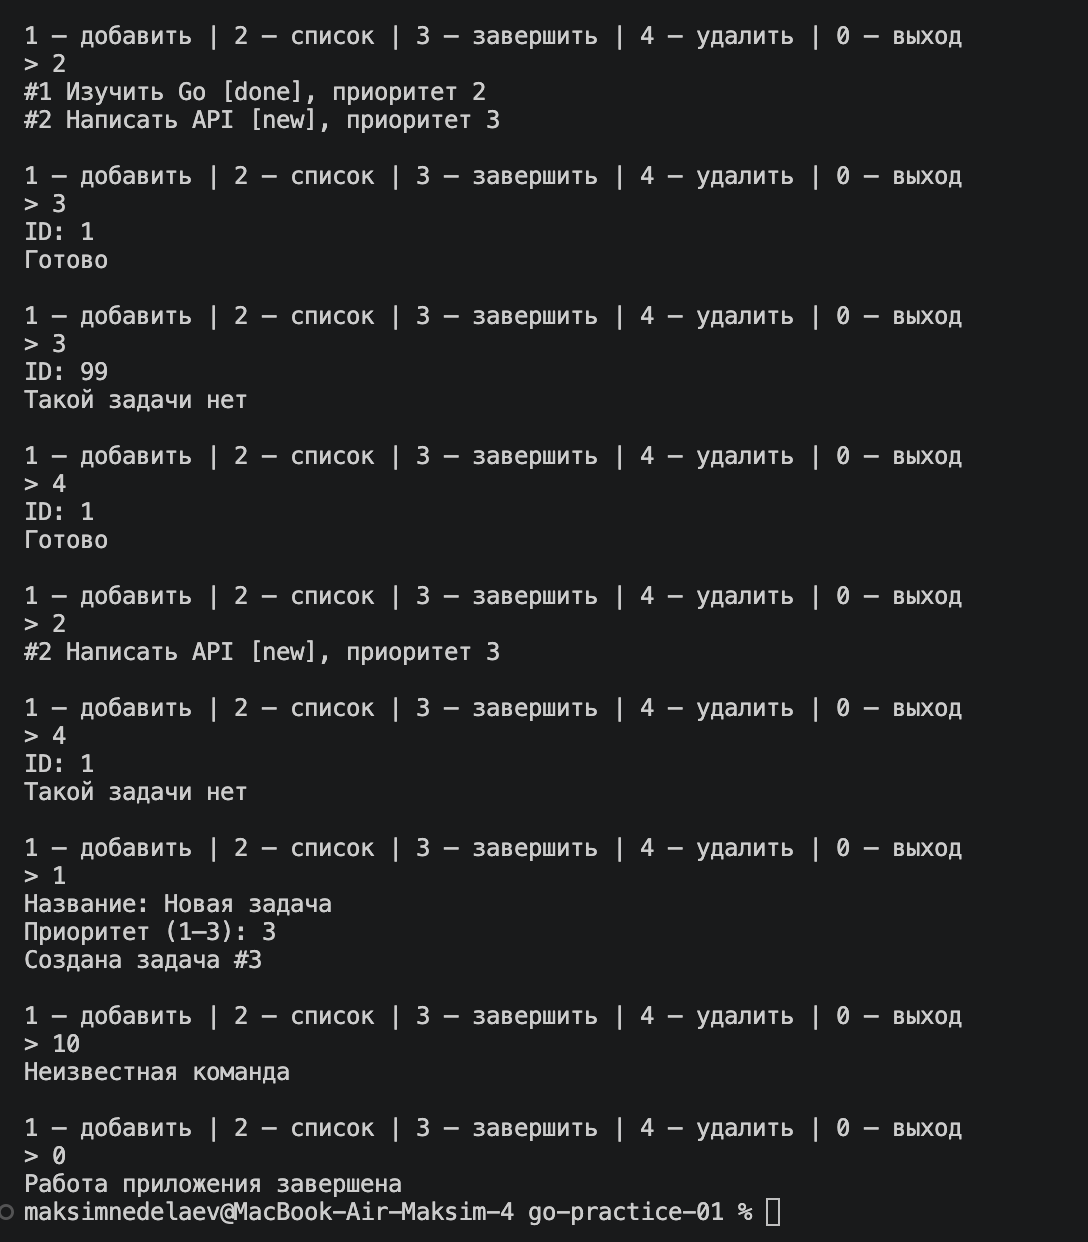 1 — добавить | 2 — список | 3 — завершить | 4 — удалить | 0 — выход
> 2
#1 Изучить Go [done], приоритет 2
#2 Написать API [new], приоритет 3
1 — добавить | 2 — список | 3 — завершить | 4 — удалить | 0 — выход
> 3
ID: 1
Готово
1 — добавить | 2 — список | 3 — завершить | 4 — удалить | 0 — выход
> 3
ID: 99
Такой задачи нет
1 — добавить | 2 — список | 3 — завершить | 4 — удалить | 0 — выход
> 4
ID: 1
Готово
1 — добавить | 2 — список | 3 — завершить | 4 — удалить | 0 — выход
> 2
#2 Написать API [new], приоритет 3
1 — добавить | 2 — список | 3 — завершить | 4 — удалить | 0 — выход
> 4
ID: 1
Такой задачи нет
1 — добавить | 2 — список | 3 — завершить | 4 — удалить | 0 — выход
> 1
Название: Новая задача
Приоритет (1–3): 3
Создана задача #3
1 — добавить | 2 — список | 3 — завершить | 4 — удалить | 0 — выход
> 10
Неизвестная команда
1 — добавить | 2 — список | 3 — завершить | 4 — удалить | 0 — выход
> 0
Работа приложения завершена
maksimnedelaev@MacBook-Air-Maksim-4 go-practice-01 %